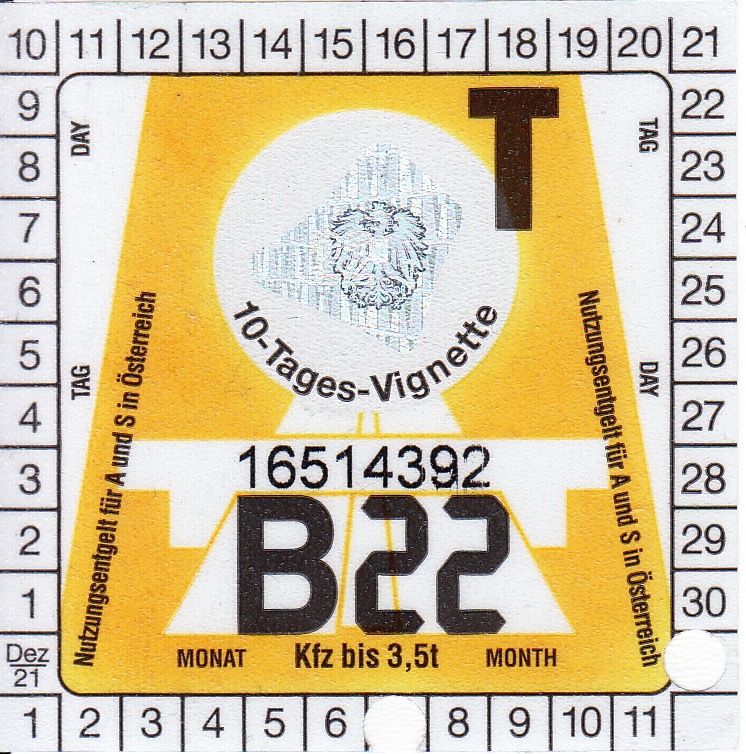 10 11 12 13 14 15 16 17 18 19 20 21
9 22
8 23
7 24
6 25
5 26
4 27
3 28
2 29
1 30
Dez
21
1 2 3 4 5 6 8 9 10 11
DAY
TAG
T
10-Tages-Vignette
TAG
DAY
Nutzungsentgelt für A und S in Österreich
Nutzungsentgelt für A und S in Österreich
16514392
B22
MONAT Kfz bis 3,5t MONTH